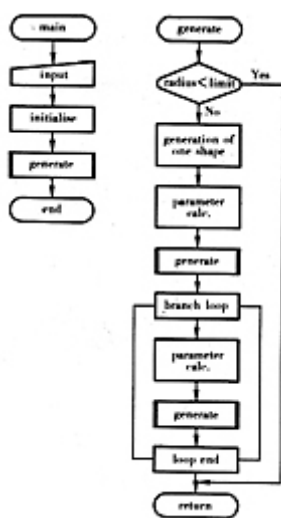 main
input
initialise
generate
end
generate
radius<limit
Yes
No
generation of
one shape
parameter
calc.
generate
branch loop
parameter
calc.
generate
loop end
return